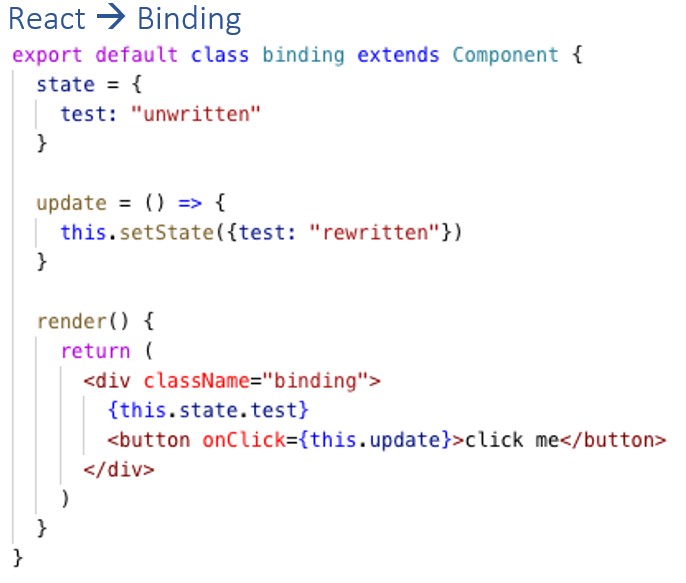 React → Binding
export default class binding extends Component {
  state = {
    test: "unwritten"
  }

  update = () => {
    this.setState({test: "rewritten"})
  }

  render() {
    return (
      <div className="binding">
        {this.state.test}
        <button onClick={this.update}>click me</button>
      </div>
    )
  }
}